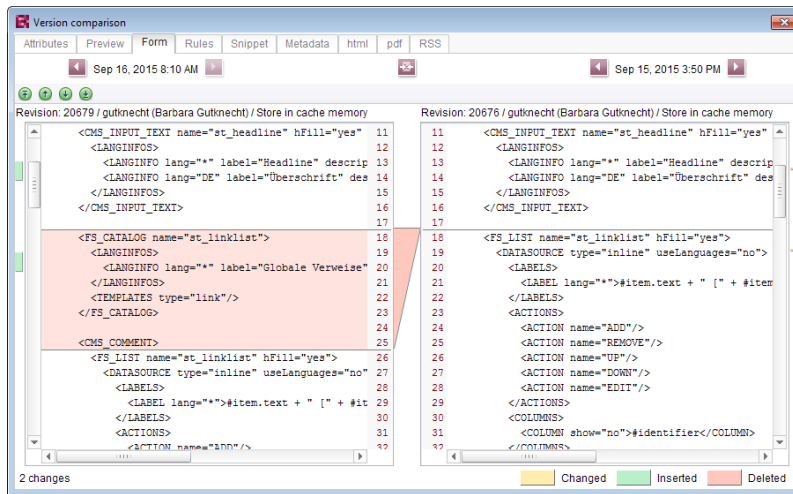 Version comparison
Attributes Preview Form Rules Snippet Metadata html pdf RSS
Sep 16, 2015 8:10 AM
Sep 15, 2015 3:50 PM
Revision: 20679 / gutknecht (Barbara Gutknecht) / Store in cache memory
<CMS_INPUT_TEXT name="st_headline" hFill="yes" 11
<LANGINFOS> 12
<LANGINFO lang="*" label="Headline" descrip 13
<LANGINFO lang="DE" label="Überschrift" des 14
</LANGINFOS> 15
</CMS_INPUT_TEXT> 16
17
<FS_CATALOG name="st_linklist"> 18
<LANGINFOS> 19
<LANGINFO lang="*" label="Globale Verweise" 20
</LANGINFOS> 21
<TEMPLATES type="link"/> 22
</FS_CATALOG> 23
24
<CMS_COMMENT> 25
<FS_LIST name="st_linklist" hFill="yes"> 26
<DATASOURCE type="inline" useLanguages="no" 27
<LABELS> 28
<LABEL lang="*">#item.text + " [" + #it 29
</LABELS> 30
<ACTIONS> 31
<ACTION name="ADD"/> 32
Revision: 20676 / gutknecht (Barbara Gutknecht) / Store in cache memory
11 <CMS_INPUT_TEXT name="st_headline" hFill="yes"
12 <LANGINFOS>
13 <LANGINFO lang="*" label="Headline" descrip
14 <LANGINFO lang="DE" label="Überschrift" des
15 </LANGINFOS>
16 </CMS_INPUT_TEXT>
17
18 <FS_LIST name="st_linklist" hFill="yes">
19 <DATASOURCE type="inline" useLanguages="no">
20 <LABELS>
21 <LABEL lang="*">#item.text + " [" + #item
22 </LABELS>
23 <ACTIONS>
24 <ACTION name="ADD"/>
25 <ACTION name="REMOVE"/>
26 <ACTION name="UP"/>
27 <ACTION name="DOWN"/>
28 <ACTION name="EDIT"/>
29 </ACTIONS>
30 <COLUMNS>
31 <COLUMN show="no">#identifier</COLUMN>
32 </COLUMNS>
2 changes
Changed Inserted Deleted